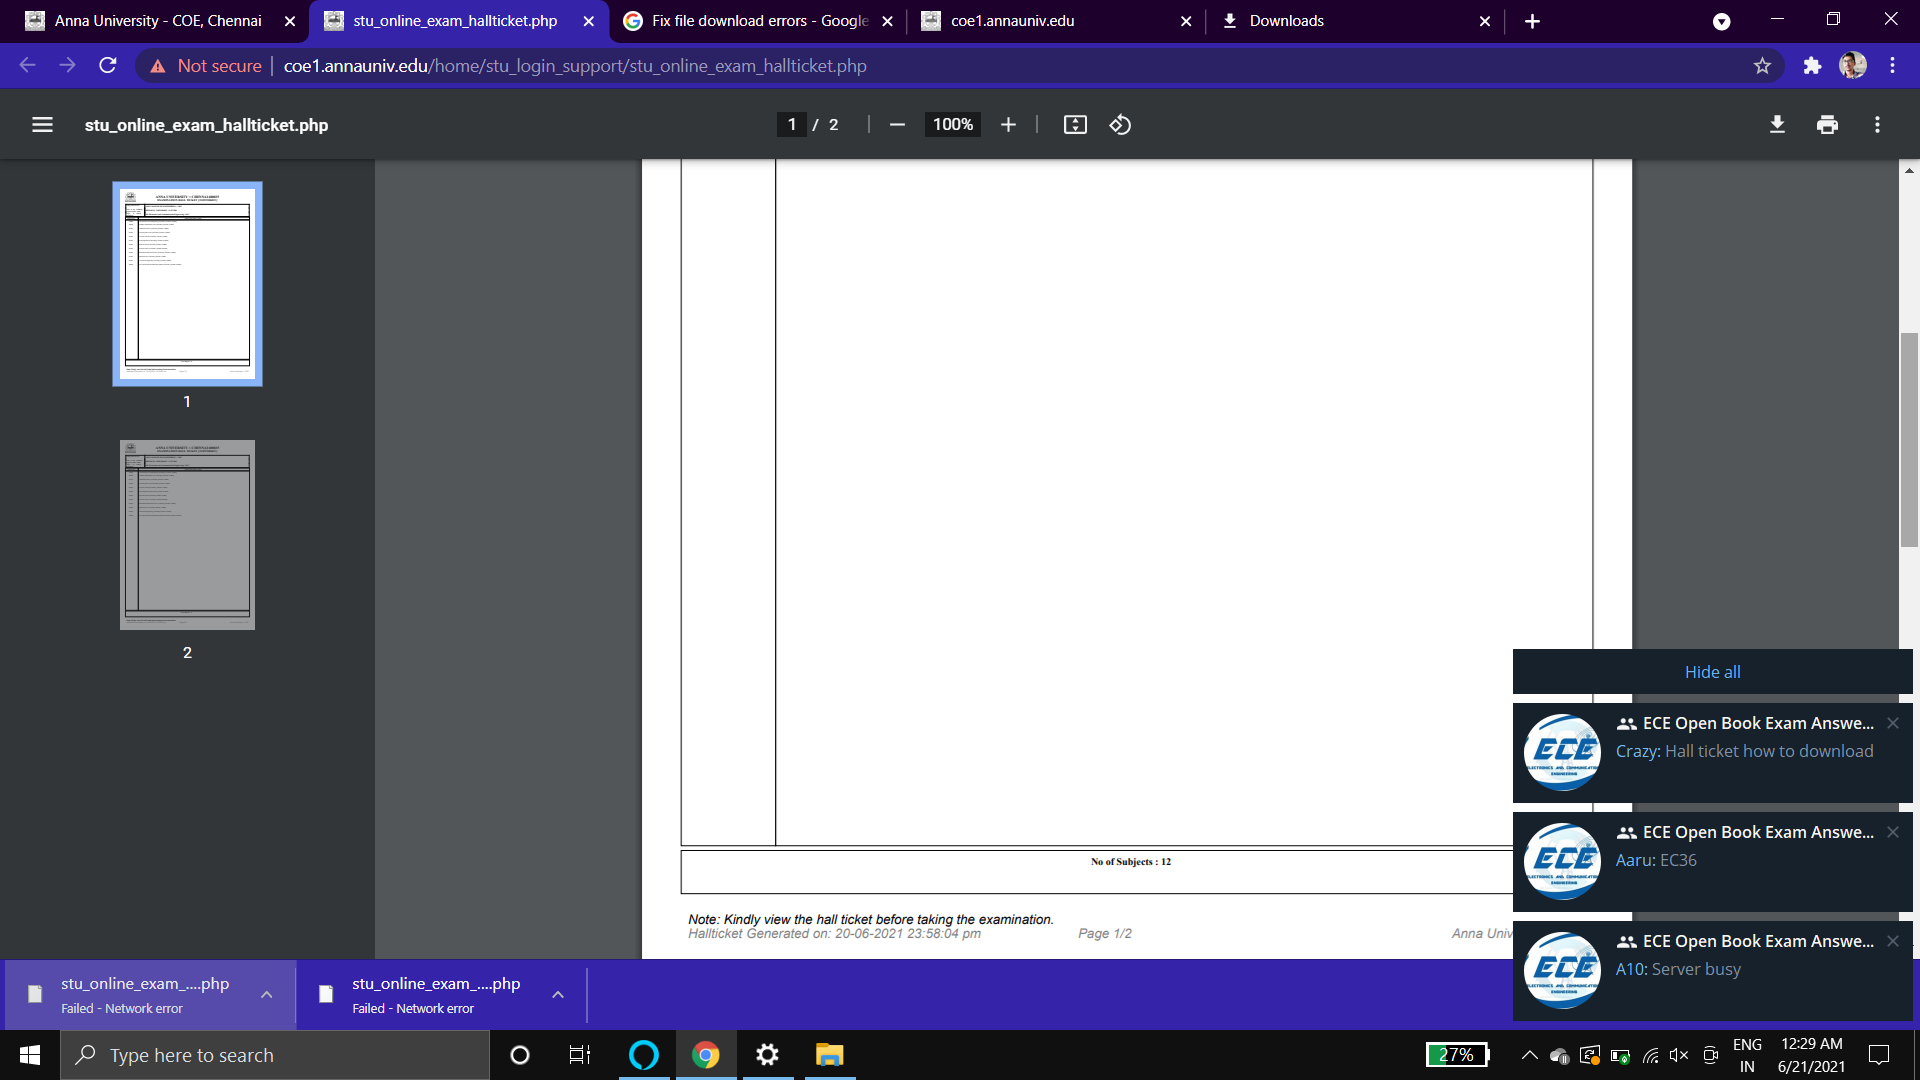 Anna University - COE, Chennai
stu_online_exam_hallticket.php
Fix file download errors - Google
coe1.annauniv.edu
Downloads
Not secure
coe1.annauniv.edu/home/stu_login_support/stu_online_exam_hallticket.php
stu_online_exam_hallticket.php
1 / 2
100%
1
2
No of Subjects : 12
Note: Kindly view the hall ticket before taking the examination.
Hallticket Generated on: 20-06-2021 23:58:04 pm
Page 1/2
Anna Univ
Hide all
ECE Open Book Exam Answe...
Crazy: Hall ticket how to download
ECE Open Book Exam Answe...
Aaru: EC36
ECE Open Book Exam Answe...
A10: Server busy
stu_online_exam_....php
Failed - Network error
stu_online_exam_....php
Failed - Network error
Type here to search
27%
ENG
IN
12:29 AM
6/21/2021